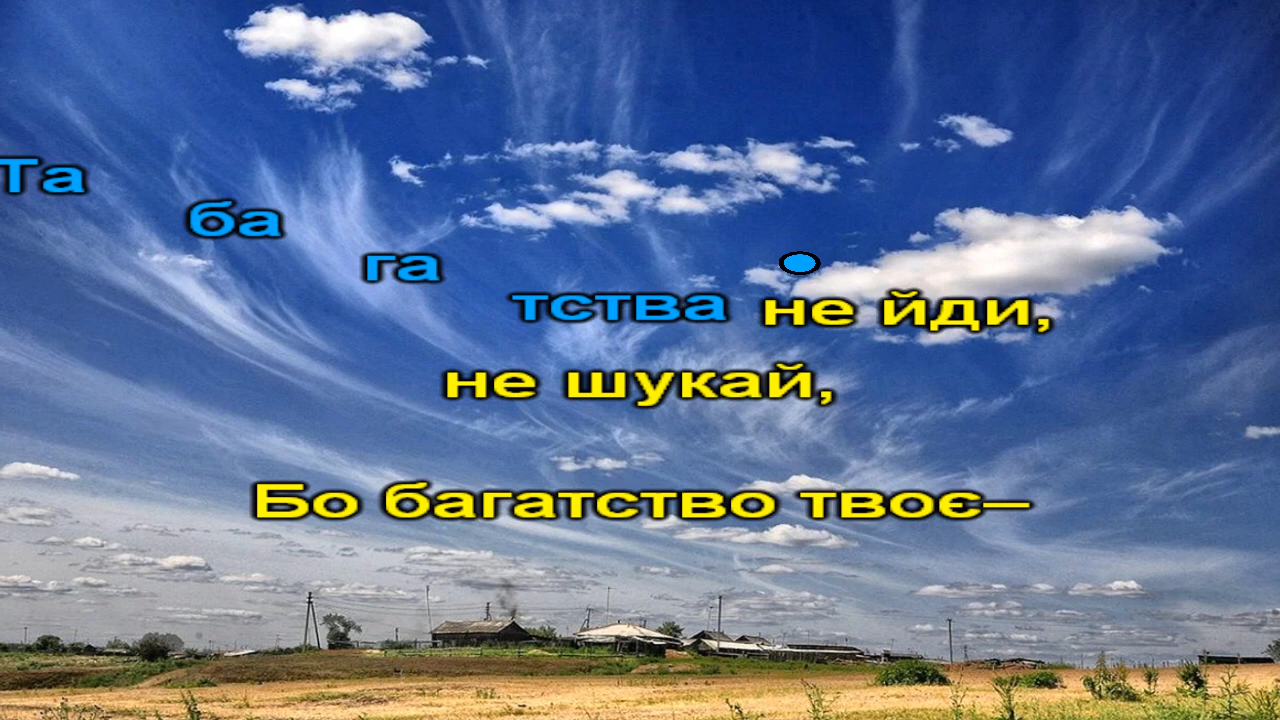 Та
ба
га
тства не йди,
не шукай,
Бо багатство твоє–